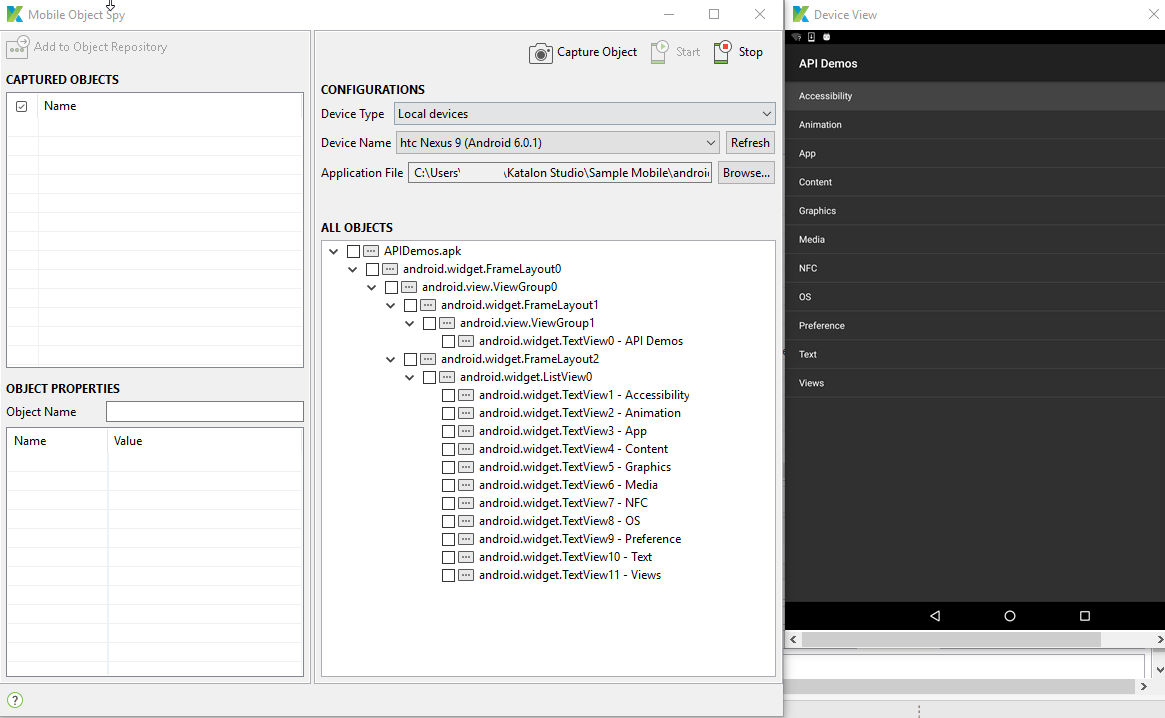 Mobile Object Spy
Add to Object Repository
CAPTURED OBJECTS
Name
OBJECT PROPERTIES
Object Name
Name Value
?
Capture Object Start Stop
CONFIGURATIONS
Device Type Local devices
Device Name htc Nexus 9 (Android 6.0.1) Refresh
Application File C:\Users\ \Katalon Studio\Sample Mobile\androi Browse...
ALL OBJECTS
APIDemos.apk
android.widget.FrameLayout0
android.view.ViewGroup0
android.widget.FrameLayout1
android.view.ViewGroup1
android.widget.TextView0 - API Demos
android.widget.FrameLayout2
android.widget.ListView0
android.widget.TextView1 - Accessibility
android.widget.TextView2 - Animation
android.widget.TextView3 - App
android.widget.TextView4 - Content
android.widget.TextView5 - Graphics
android.widget.TextView6 - Media
android.widget.TextView7 - NFC
android.widget.TextView8 - OS
android.widget.TextView9 - Preference
android.widget.TextView10 - Text
android.widget.TextView11 - Views
Device View
API Demos
Accessibility
Animation
App
Content
Graphics
Media
NFC
OS
Preference
Text
Views